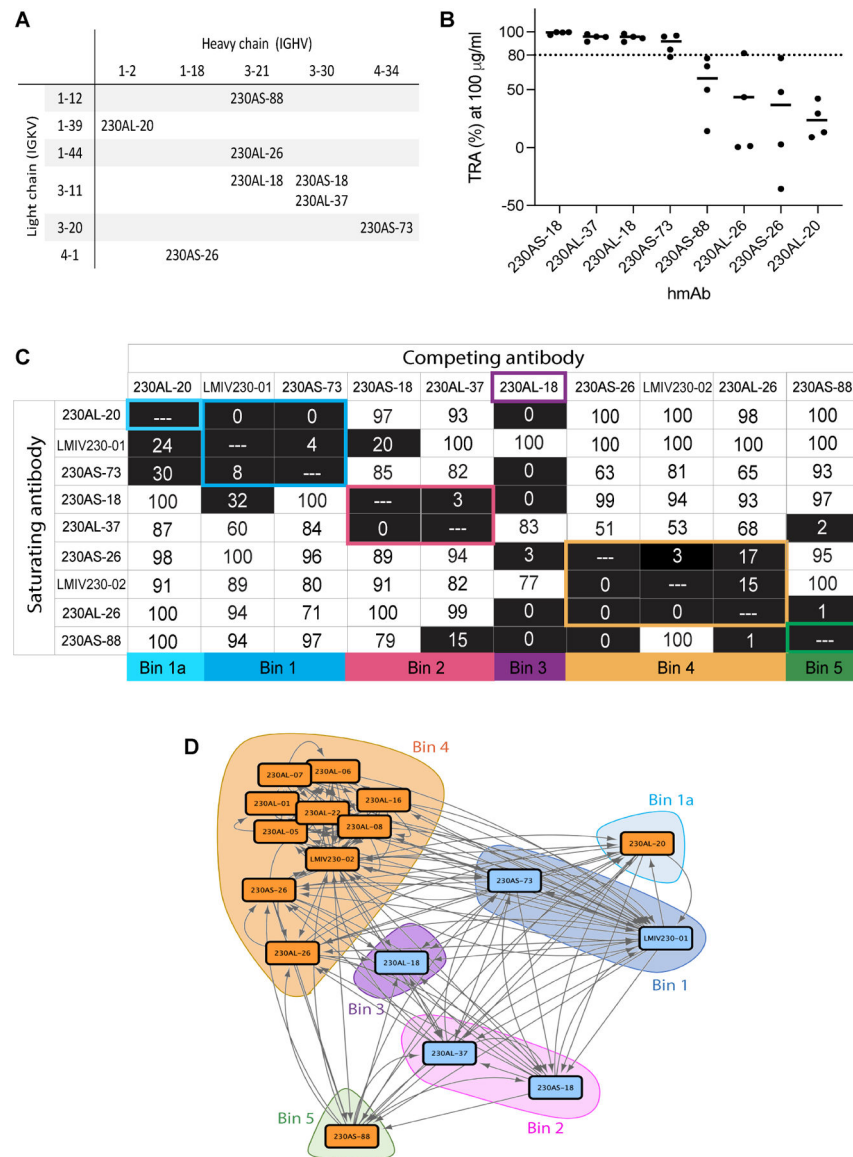 A
Heavy chain (IGHV)
1-2 1-18 3-21 3-30 4-34
Light chain (IGKV)
1-12 230AS-88
1-39 230AL-20
1-44 230AL-26
3-11 230AL-18 230AS-18
230AL-37
3-20 230AS-73
4-1 230AS-26
B
TRA (%) at 100 µg/ml
100
80
50
0
-50
230AS-18 230AL-37 230AL-18 230AS-73 230AS-88 230AL-26 230AS-26 230AL-20
hmAb
C
Competing antibody
230AL-20 LMIV230-01 230AS-73 230AS-18 230AL-37 230AL-18 230AS-26 LMIV230-02 230AL-26 230AS-88
Saturating antibody
230AL-20 --- 0 0 97 93 0 100 100 98 100
LMIV230-01 24 --- 4 20 100 100 100 100 100 100
230AS-73 30 8 --- 85 82 0 63 81 65 93
230AS-18 100 32 100 --- 3 0 99 94 93 97
230AL-37 87 60 84 0 --- 83 51 53 68 2
230AS-26 98 100 96 89 94 3 --- 3 17 95
LMIV230-02 91 89 80 91 82 77 0 --- 15 100
230AL-26 100 94 71 100 99 0 0 0 --- 1
230AS-88 100 94 97 79 15 0 0 100 1 ---
Bin 1a Bin 1 Bin 2 Bin 3 Bin 4 Bin 5
D
Bin 4
230AL-07 230AL-06
230AL-01 230AL-16
230AL-22
230AL-05 230AL-08
LMIV230-02
230AS-26
230AL-26
Bin 1a
230AL-20
230AS-73
LMIV230-01
Bin 1
230AL-18
Bin 3
230AL-37
230AS-18
Bin 2
Bin 5
230AS-88